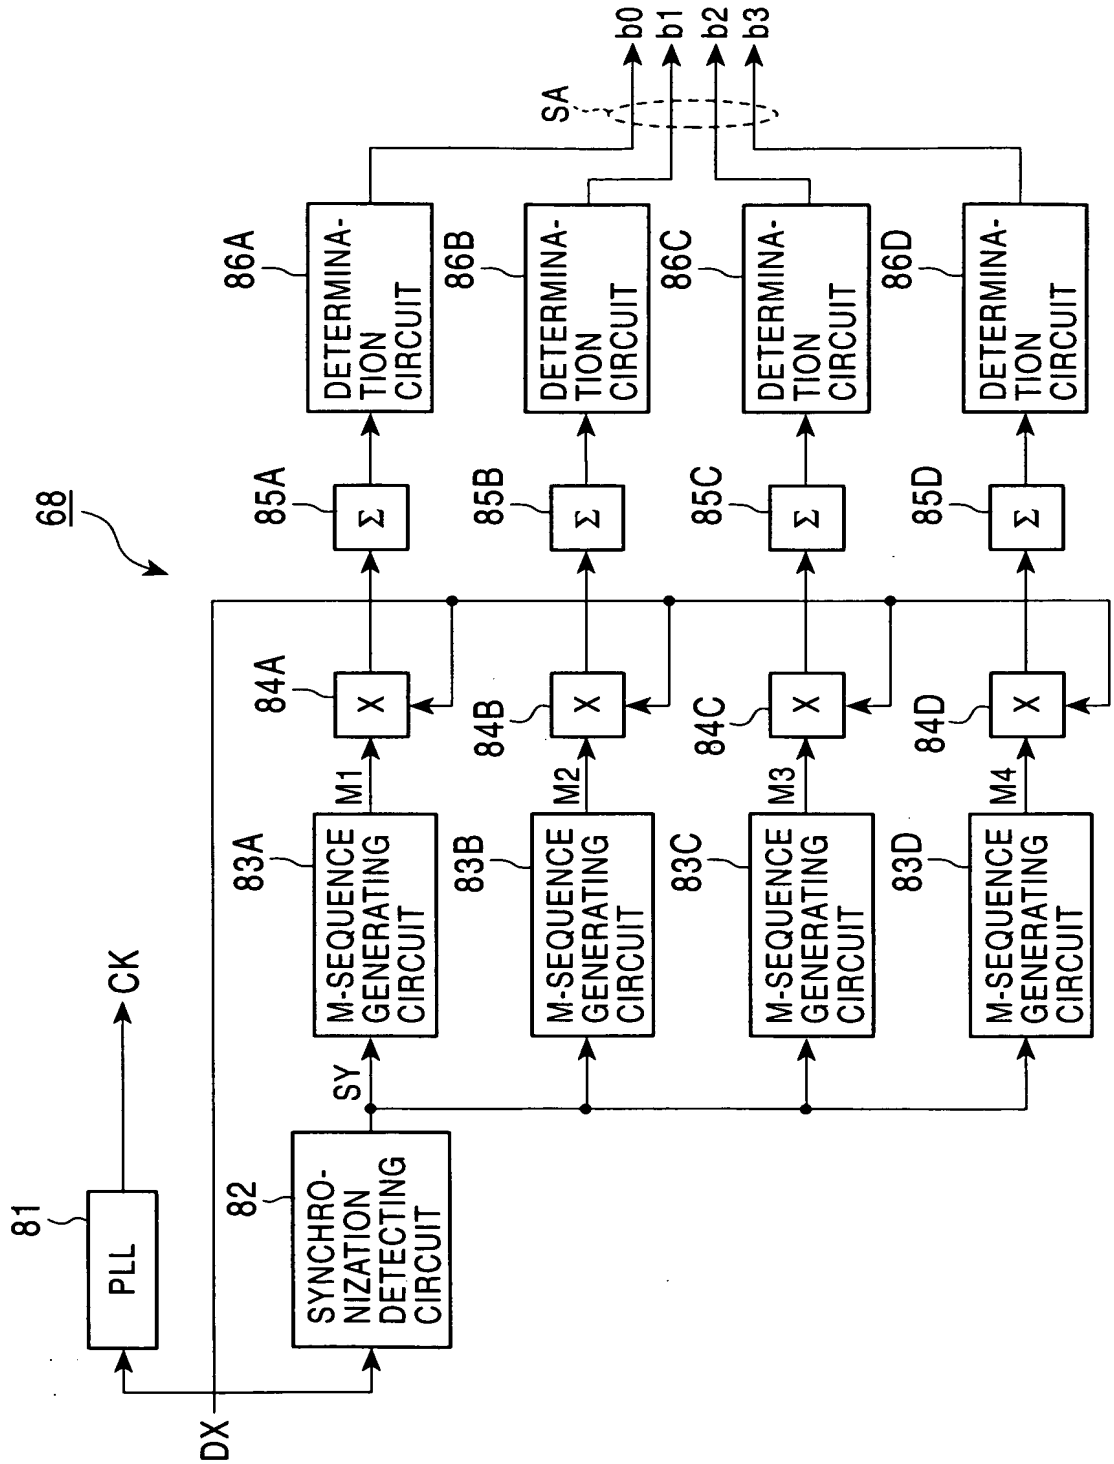 68
81
PLL
CK
DX
82
SYNCHRO-
NIZATION
DETECTING
CIRCUIT
SY
83A
M-SEQUENCE
GENERATING
CIRCUIT
M1
84A
X
85A
Σ
86A
DETERMINA-
TION
CIRCUIT
83B
M-SEQUENCE
GENERATING
CIRCUIT
M2
84B
X
85B
Σ
86B
DETERMINA-
TION
CIRCUIT
83C
M-SEQUENCE
GENERATING
CIRCUIT
M3
84C
X
85C
Σ
86C
DETERMINA-
TION
CIRCUIT
83D
M-SEQUENCE
GENERATING
CIRCUIT
M4
84D
X
85D
Σ
86D
DETERMINA-
TION
CIRCUIT
SA
b0
b1
b2
b3